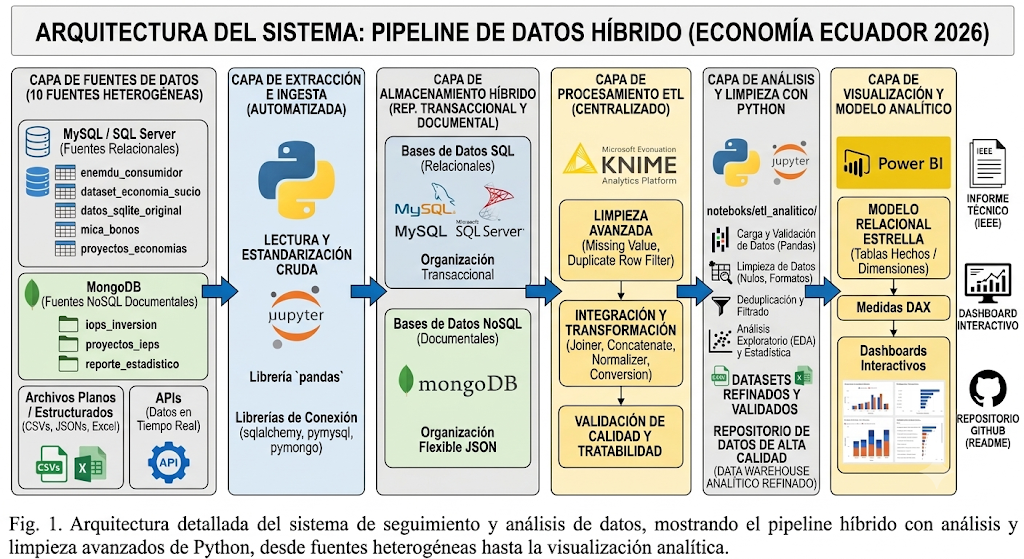 ARQUITECTURA DEL SISTEMA: PIPELINE DE DATOS HÍBRIDO (ECONOMÍA ECUADOR 2026)
CAPA DE FUENTES DE DATOS
(10 FUENTES HETEROGÉNEAS)
MySQL / SQL Server
(Fuentes Relacionales)
enemdu_consumidor
dataset_economia_sucio
datos_sqlite_original
mica_bonos
proyectos_economias
MongoDB
(Fuentes NoSQL Documentales)
iops_inversion
proyectos_ieps
reporte_estadistico
Archivos Planos
/ Estructurados
(CSVs, JSONs, Excel)
CSVs
X
APIs
(Datos en
Tiempo Real)
API
CAPA DE EXTRACCIÓN
E INGESTA
(AUTOMATIZADA)
LECTURA Y
ESTANDARIZACIÓN
CRUDA
jupyter
Librería `pandas`
Librerías de Conexión
(sqlalchemy, pymysql,
pymongo)
CAPA DE
ALMACENAMIENTO HÍBRIDO
(REP. TRANSACCIONAL Y
DOCUMENTAL)
Bases de Datos SQL
(Relacionales)
MySQL
Microsoft
SQL Server
MySQL
Organización
Transaccional
Bases de Datos NoSQL
(Documentales)
mongoDB
Organización
Flexible JSON
CAPA DE
PROCESAMIENTO ETL
(CENTRALIZADO)
Microsoft Evonuation
KNIME
Analytics Platform
LIMPIEZA
AVANZADA
(Missing Value,
Duplicate Row Filter)
INTEGRACIÓN Y
TRANSFORMACIÓN
(Joiner, Concatenate,
Normalizer,
Conversion)
VALIDACIÓN DE
CALIDAD Y
TRATABILIDAD
CAPA DE ANÁLISIS
Y LIMPIEZA CON
PYTHON
jupyter
noteboks/etl_analitico/
Carga y Validación
de Datos (Pandas)
Limpieza de Datos
(Nulos, Formatos)
Deduplicación y
Filtrado
Análisis
Exploratorio (EDA)
y Estadística
CSV
X
DATASETS
REFINADOS Y
VALIDADOS
REPOSITORIO
DE DATOS DE ALTA
CALIDAD
(DATA WAREHOUSE
ANALÍTICO REFINADO)
CAPA DE
VISUALIZACIÓN Y
MODELO ANALÍTICO
Power BI
MODELO
RELACIONAL
ESTRELLA
(Tablas Hechos /
Dimensiones)
Medidas DAX
Dashboards
Interactivos
IEEE
INFORME
TÉCNICO
(IEEE)
DASHBOARD
INTERACTIVO
REPOSITORIO
GITHUB
(README)
Fig. 1. Arquitectura detallada del sistema de seguimiento y análisis de datos, mostrando el pipeline híbrido con análisis y
limpieza avanzados de Python, desde fuentes heterogéneas hasta la visualización analítica.